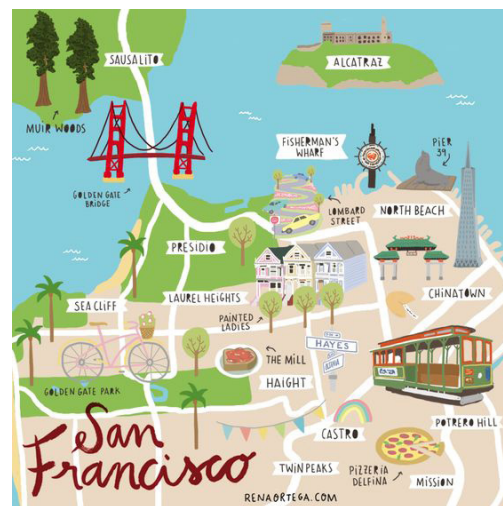 SAUSALITO
ALCATRAZ
MUIR WOODS
FISHERMAN'S
WHARF
PIER
39
GOLDEN GATE
BRIDGE
LOMBARD
STREET
NORTH BEACH
PRESIDIO
SEA CLIFF
LAUREL HEIGHTS
CHINATOWN
PAINTED
LADIES
HAYES
THE MILL
HAIGHT
GOLDEN GATE PARK
San
Francisco
CASTRO
POTRERO HILL
TWIN PEAKS
PIZZERIA
DELFINA
MISSION
RENAORTEGA.COM